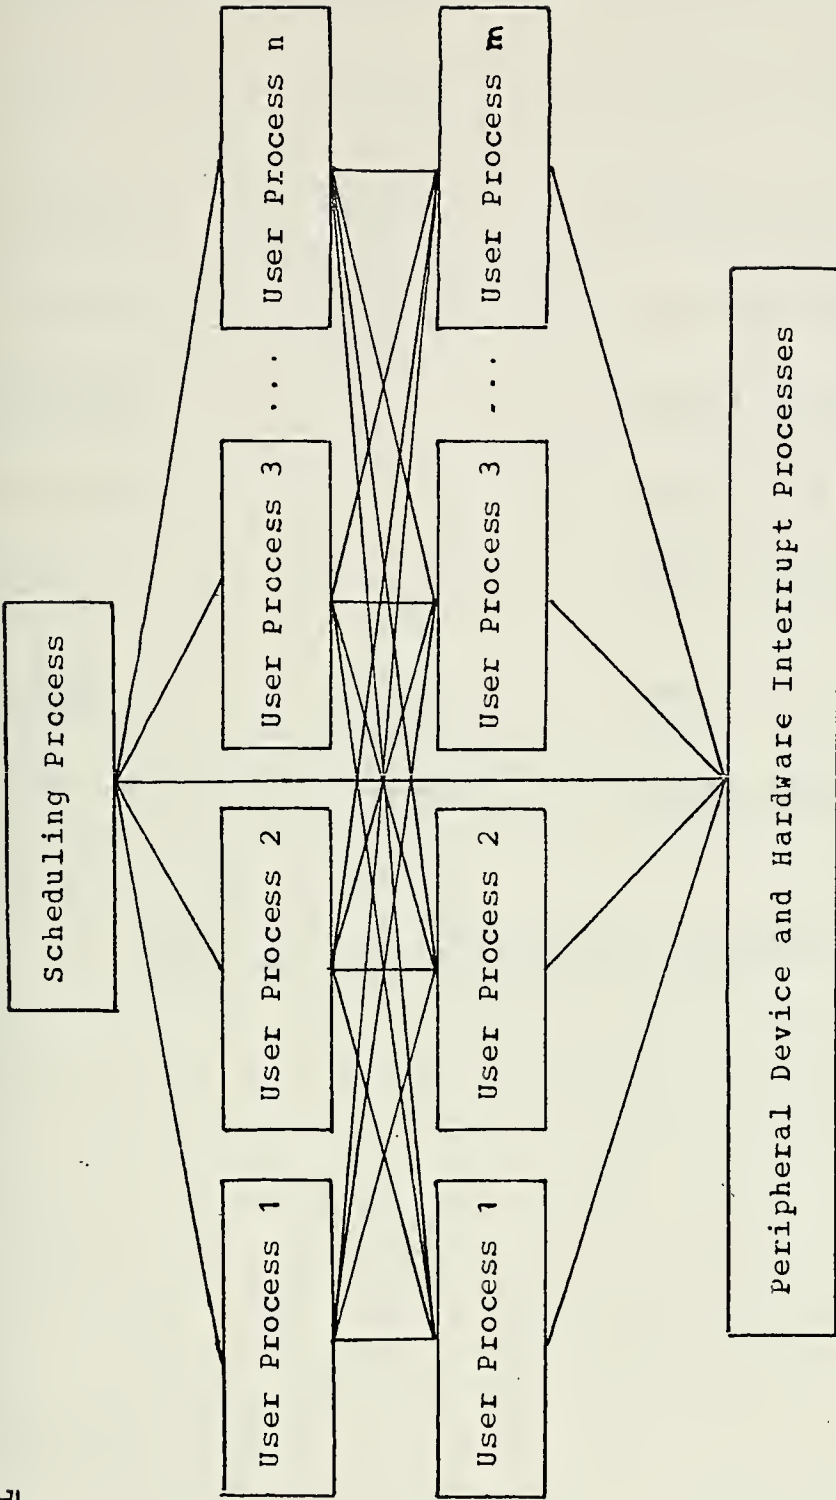 Scheduling Process
User Process 1
User Process 2
User Process 3
...
User Process n
User Process 1
User Process 2
User Process 3
...
User Process m
Peripheral Device and Hardware Interrupt Processes